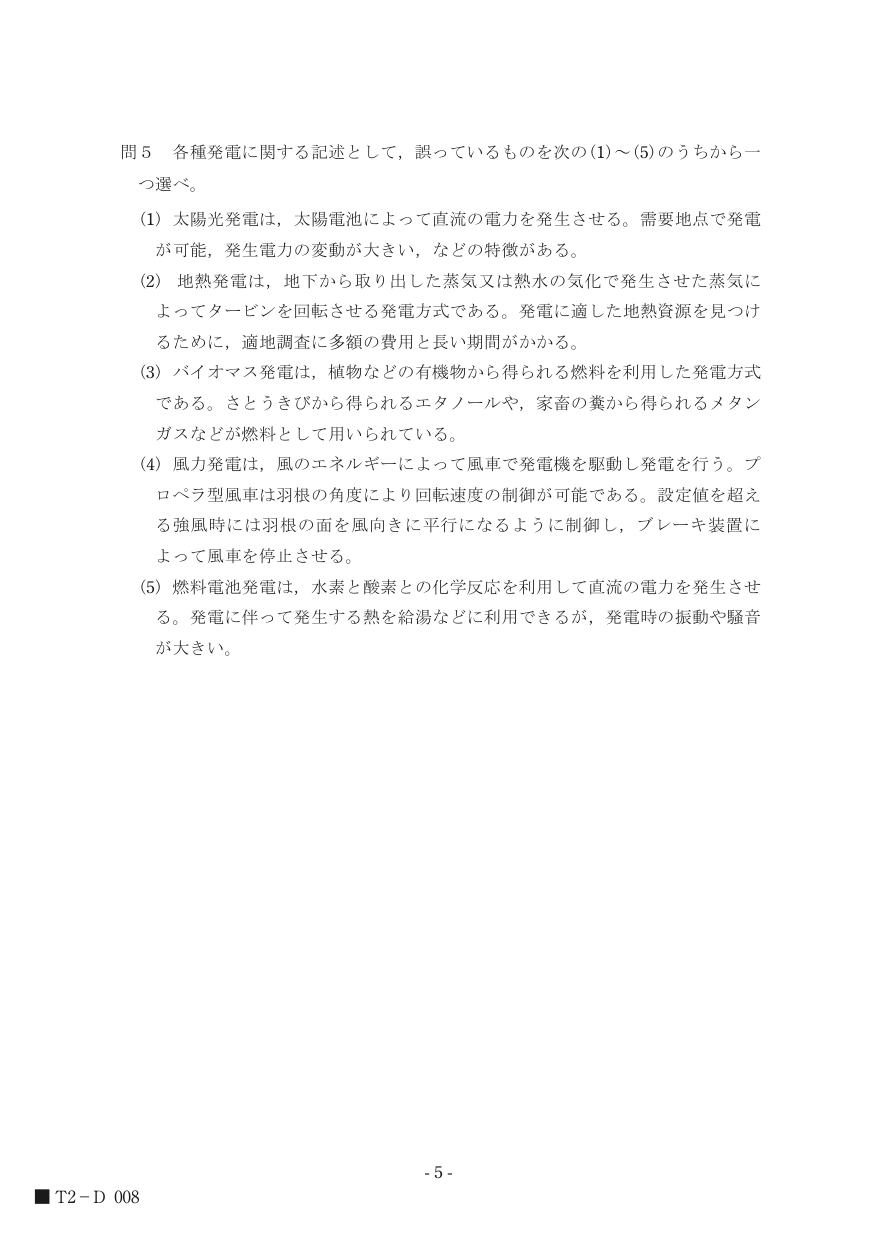 問5 各種発電に関する記述として，誤っているものを次の(1)～(5)のうちから一
つ選べ。
(1) 太陽光発電は，太陽電池によって直流の電力を発生させる。需要地点で発電
が可能，発生電力の変動が大きい，などの特徴がある。
(2) 地熱発電は，地下から取り出した蒸気又は熱水の気化で発生させた蒸気に
よってタービンを回転させる発電方式である。発電に適した地熱資源を見つけ
るために，適地調査に多額の費用と長い期間がかかる。
(3) バイオマス発電は，植物などの有機物から得られる燃料を利用した発電方式
である。さとうきびから得られるエタノールや，家畜の糞から得られるメタン
ガスなどが燃料として用いられている。
(4) 風力発電は，風のエネルギーによって風車で発電機を駆動し発電を行う。プ
ロペラ型風車は羽根の角度により回転速度の制御が可能である。設定値を超え
る強風時には羽根の面を風向きに平行になるように制御し，ブレーキ装置に
よって風車を停止させる。
(5) 燃料電池発電は，水素と酸素との化学反応を利用して直流の電力を発生させ
る。発電に伴って発生する熱を給湯などに利用できるが，発電時の振動や騒音
が大きい。
- 5 -
■ T2－D 008